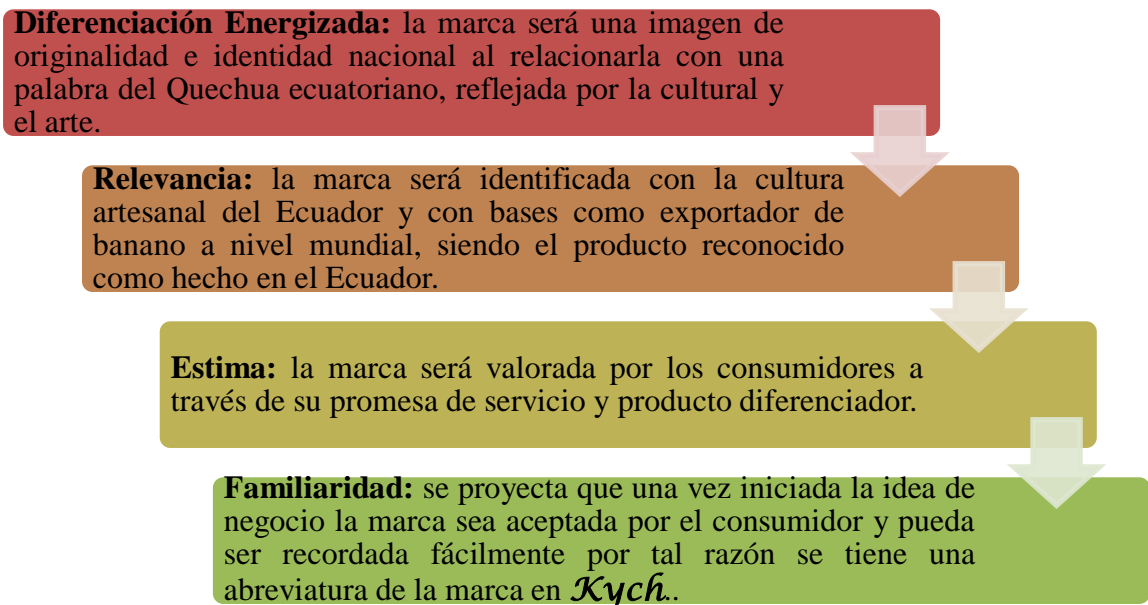 Diferenciación Energizada: la marca será una imagen de
originalidad e identidad nacional al relacionarla con una
palabra del Quechua ecuatoriano, reflejada por la cultural y
el arte.
Relevancia: la marca será identificada con la cultura
artesanal del Ecuador y con bases como exportador de
banano a nivel mundial, siendo el producto reconocido
como hecho en el Ecuador.
Estima: la marca será valorada por los consumidores a
través de su promesa de servicio y producto diferenciador.
Familiaridad: se proyecta que una vez iniciada la idea de
negocio la marca sea aceptada por el consumidor y pueda
ser recordada fácilmente por tal razón se tiene una
abreviatura de la marca en Kych..